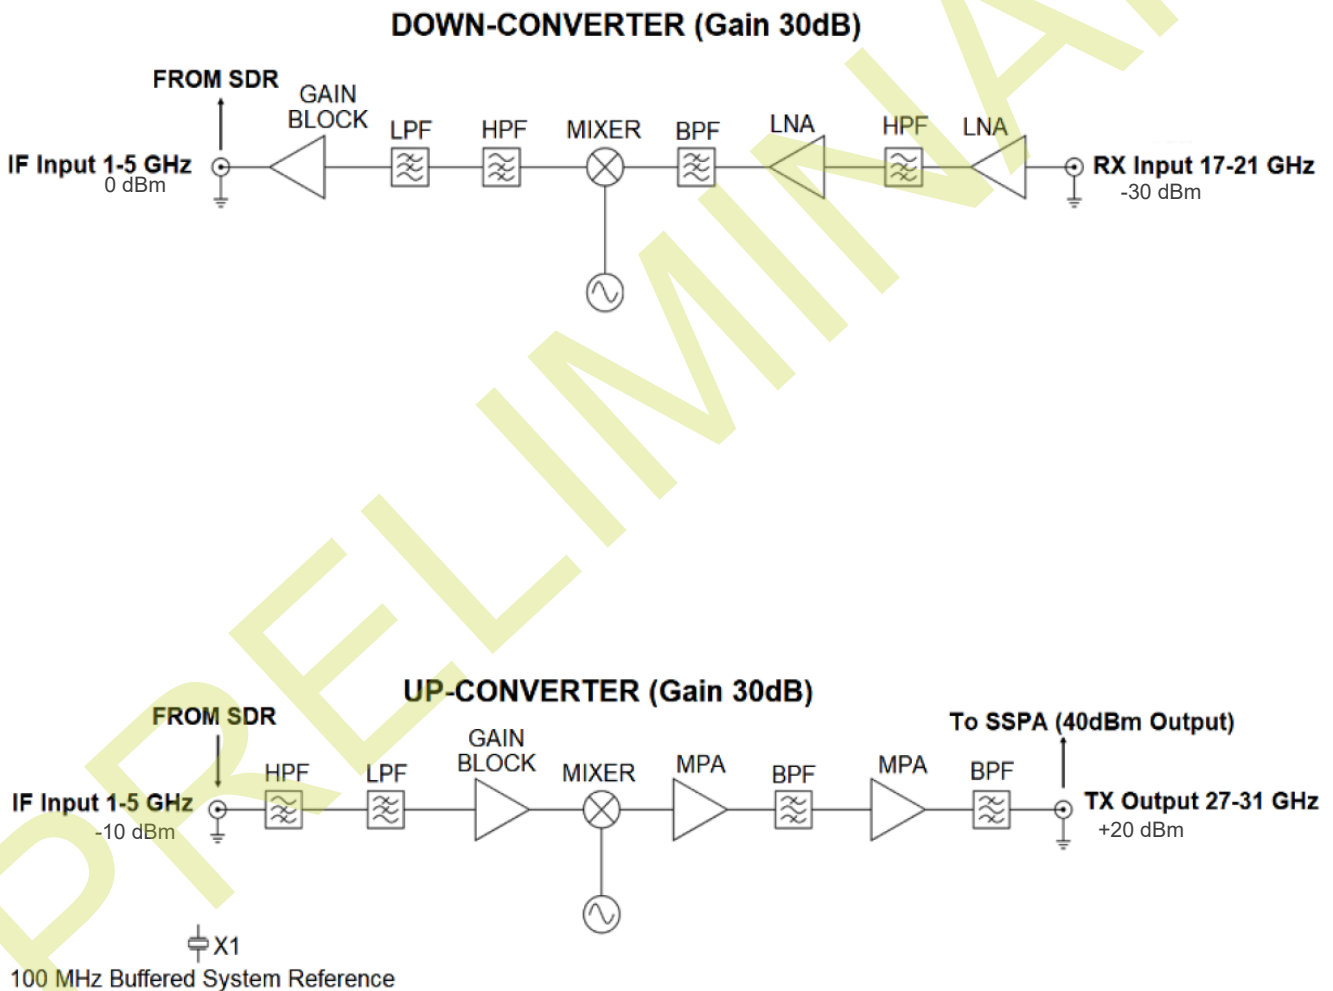 DOWN-CONVERTER (Gain 30dB)
FROM SDR
GAIN
BLOCK
LPF
HPF
MIXER
BPF
LNA
HPF
LNA
IF Input 1-5 GHz
0 dBm
RX Input 17-21 GHz
-30 dBm
UP-CONVERTER (Gain 30dB)
FROM SDR
To SSPA (40dBm Output)
HPF
LPF
GAIN
BLOCK
MIXER
MPA
BPF
MPA
BPF
IF Input 1-5 GHz
-10 dBm
TX Output 27-31 GHz
+20 dBm
X1
100 MHz Buffered System Reference
PRELIMINA